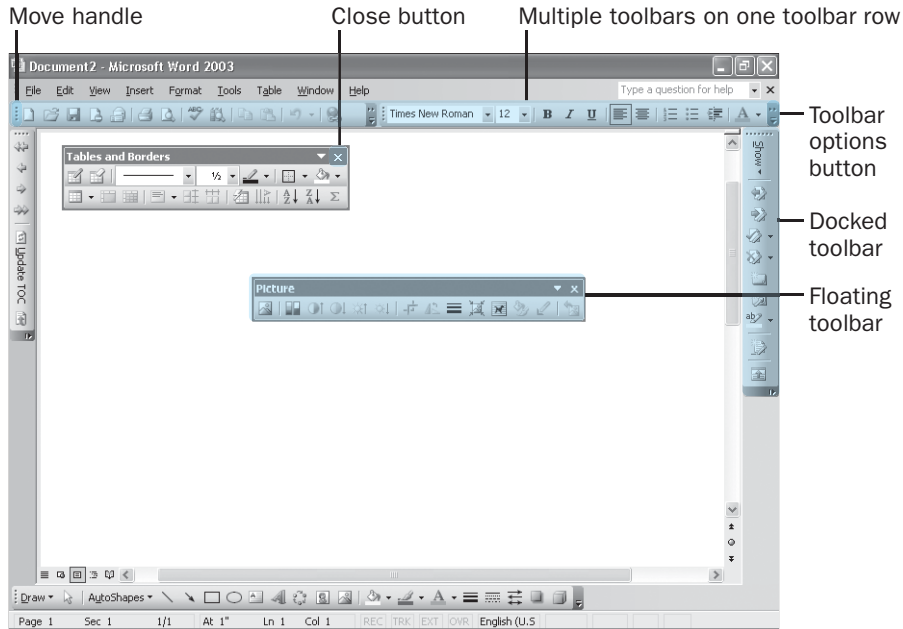 Move handle
Close button
Multiple toolbars on one toolbar row
Document2 - Microsoft Word 2003
File Edit View Insert Format Tools Table Window Help
Type a question for help
Times New Roman 12 B I U A
Toolbar
options
button
Show
Tables and Borders
½
A Z Z A Σ
Update TOC
Docked
toolbar
Picture
Floating
toolbar
ab
Draw AutoShapes A A
Page 1 Sec 1 1/1 At 1" Ln 1 Col 1 REC TRK EXT OVR English (U.S